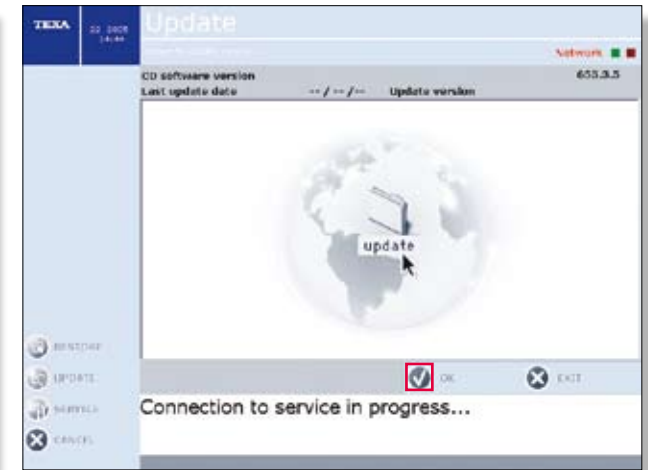 TEXA
Update
Network
CD software version 653.3.5
Last update date --/--/-- Update version
update
RESTORE
UPDATE
OK
EXIT
SERVICE
Connection to service in progress...
CANCEL